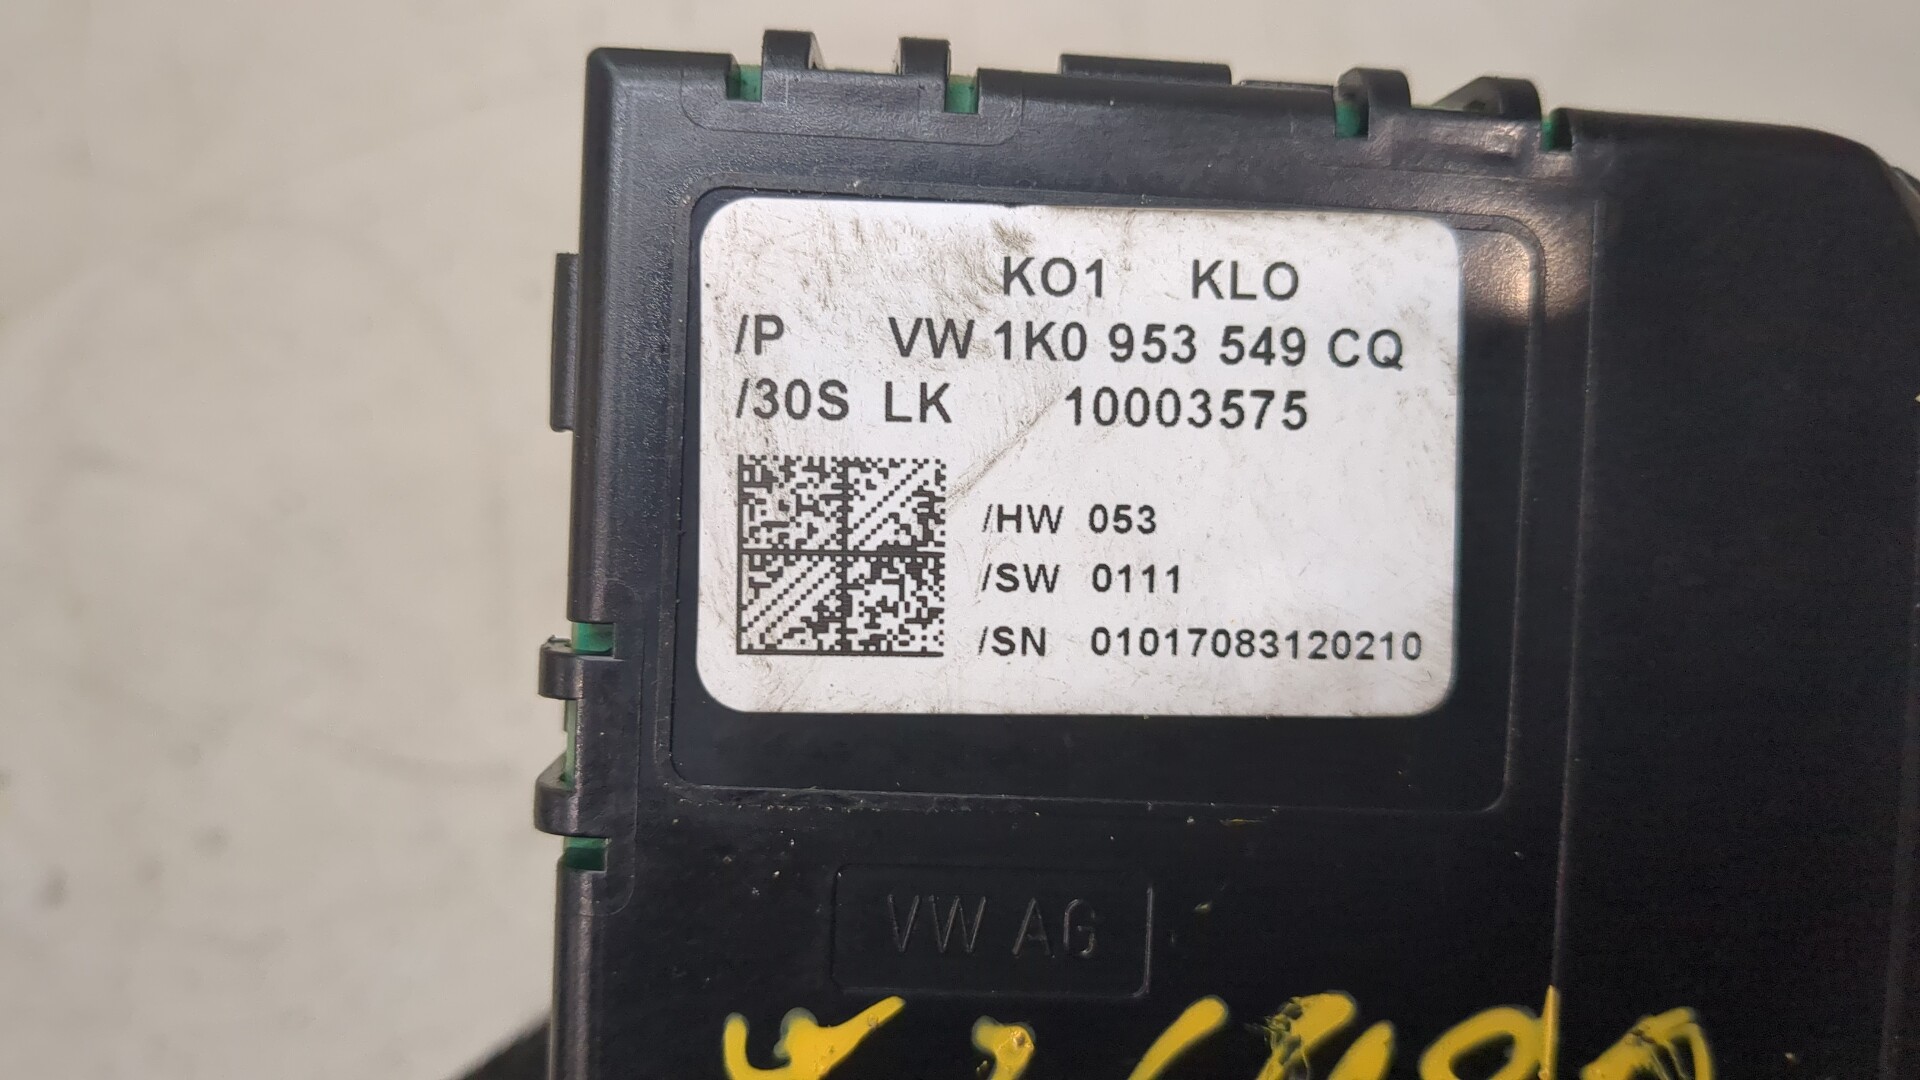 KO1 KLO
/P VW 1K0 953 549 CQ
/30S LK 10003575
/HW 053
/SW 0111
/SN 01017083120210
VW AG